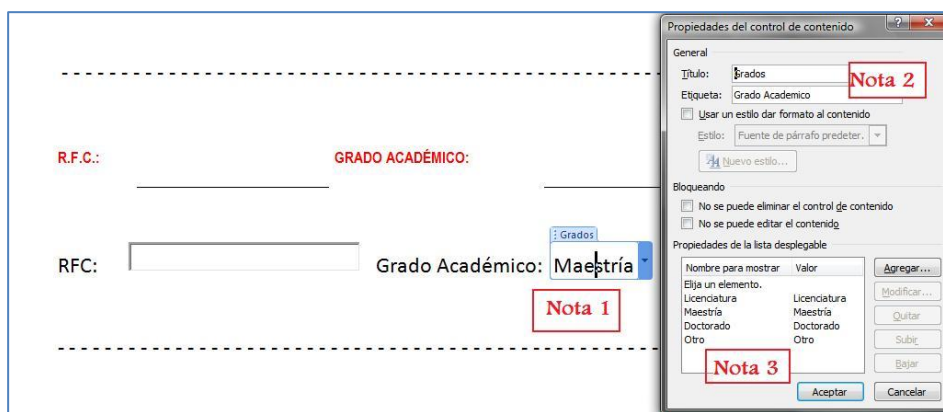 R.F.C.:
GRADO ACADÉMICO:
Grados
RFC:
Grado Académico: Maestría
Nota 1
Propiedades del control de contenido
General
Título: Grados
Nota 2
Etiqueta: Grado Academico
Usar un estilo dar formato al contenido
Estilo: Fuente de párrafo predeter.
Nuevo estilo...
Bloqueando
No se puede eliminar el control de contenido
No se puede editar el contenido
Propiedades de la lista desplegable
Nombre para mostrar Valor
Elija un elemento.
Licenciatura Licenciatura
Maestría Maestría
Doctorado Doctorado
Otro Otro
Agregar...
Modificar...
Quitar
Subir
Bajar
Nota 3
Aceptar
Cancelar